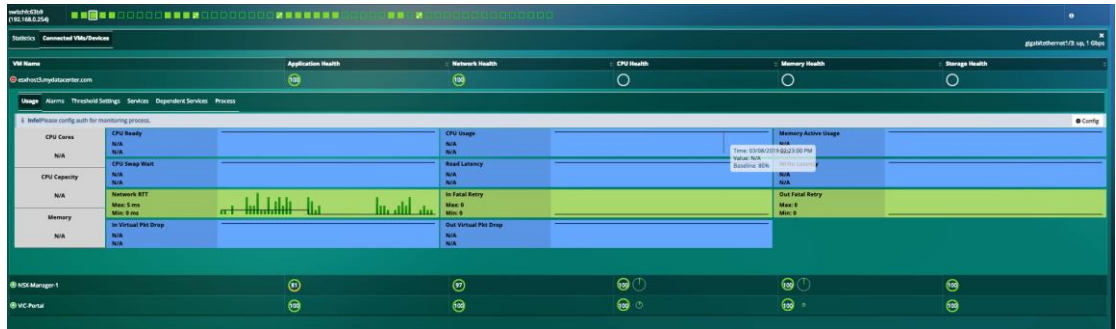 switchfc63b9
(192.168.0.254)
Statistics Connected VMs/Devices
gigabitethernet1/3: up, 1 Gbps
VM Name Application Health Network Health CPU Health Memory Health Storage Health
esxhost3.mydatacenter.com 100 100
Usage Alarms Threshold Settings Services Dependent Services Process
Info!Please config auth for monitoring process. Config
CPU Cores
N/A
CPU Capacity
N/A
Memory
N/A
CPU Ready
N/A
N/A
CPU Usage
N/A
N/A
Memory Active Usage
N/A
Time: 03/08/2019 02:23:00 PM
Value: N/A
Baseline: 80%
CPU Swap Wait
N/A
N/A
Read Latency
N/A
N/A
N/A
N/A
Network RTT
Max: 5 ms
Min: 0 ms
In Fatal Retry
Max: 0
Min: 0
Out Fatal Retry
Max: 0
Min: 0
In Virtual Pkt Drop
N/A
N/A
Out Virtual Pkt Drop
N/A
N/A
NSX-Manager-1 81 97 100 100 100
VIC-Portal 100 100 100 100 100